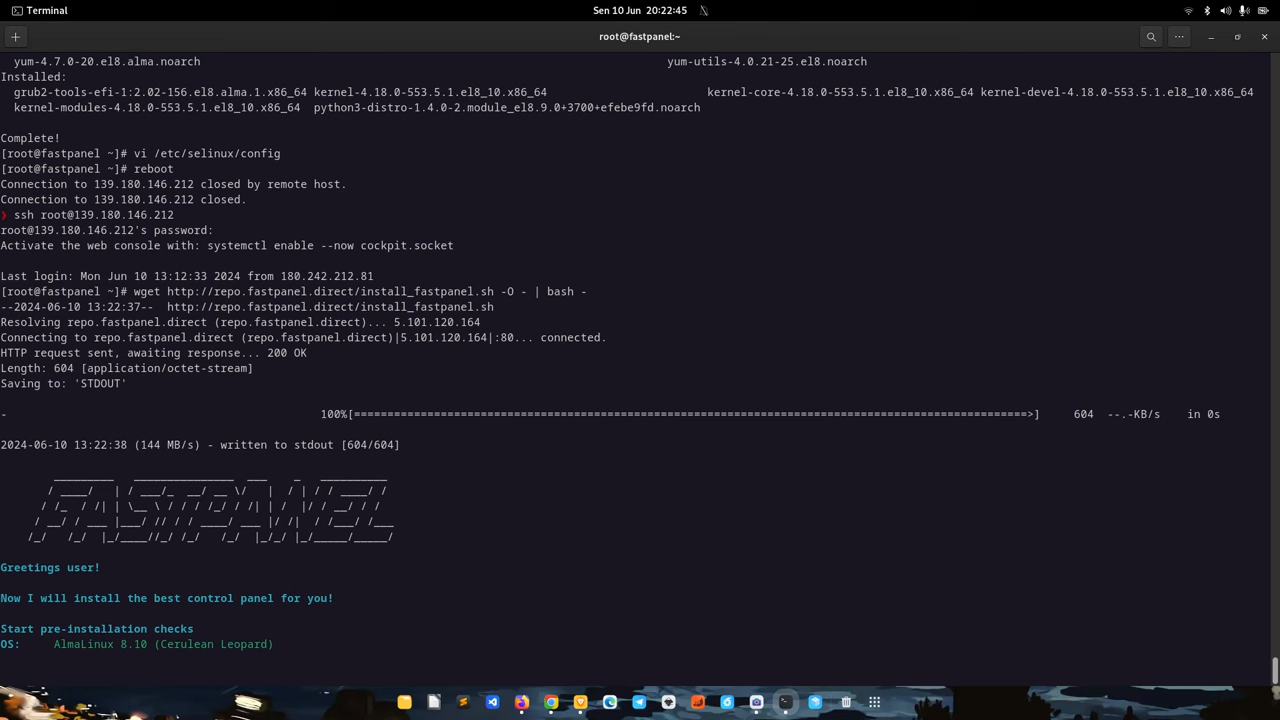 Terminal
Sen 10 Jun 20:22:45
root@fastpanel:~
yum-4.7.0-20.el8.alma.noarch yum-utils-4.0.21-25.el8.noarch
Installed:
grub2-tools-efi-1:2.02-156.el8.alma.1.x86_64 kernel-4.18.0-553.5.1.el8_10.x86_64 kernel-core-4.18.0-553.5.1.el8_10.x86_64 kernel-devel-4.18.0-553.5.1.el8_10.x86_64
kernel-modules-4.18.0-553.5.1.el8_10.x86_64 python3-distro-1.4.0-2.module_el8.9.0+3700+efebe9fd.noarch
Complete!
[root@fastpanel ~]# vi /etc/selinux/config
[root@fastpanel ~]# reboot
Connection to 139.180.146.212 closed by remote host.
Connection to 139.180.146.212 closed.
❯ ssh root@139.180.146.212
root@139.180.146.212's password:
Activate the web console with: systemctl enable --now cockpit.socket
Last login: Mon Jun 10 13:12:33 2024 from 180.242.212.81
[root@fastpanel ~]# wget http://repo.fastpanel.direct/install_fastpanel.sh -O - | bash -
--2024-06-10 13:22:37-- http://repo.fastpanel.direct/install_fastpanel.sh
Resolving repo.fastpanel.direct (repo.fastpanel.direct)... 5.101.120.164
Connecting to repo.fastpanel.direct (repo.fastpanel.direct)|5.101.120.164|:80... connected.
HTTP request sent, awaiting response... 200 OK
Length: 604 [application/octet-stream]
Saving to: 'STDOUT'
- 100%[=====================================================================================================>] 604 --.-KB/s in 0s
2024-06-10 13:22:38 (144 MB/s) - written to stdout [604/604]
FASTPANEL
Greetings user!
Now I will install the best control panel for you!
Start pre-installation checks
OS: AlmaLinux 8.10 (Cerulean Leopard)